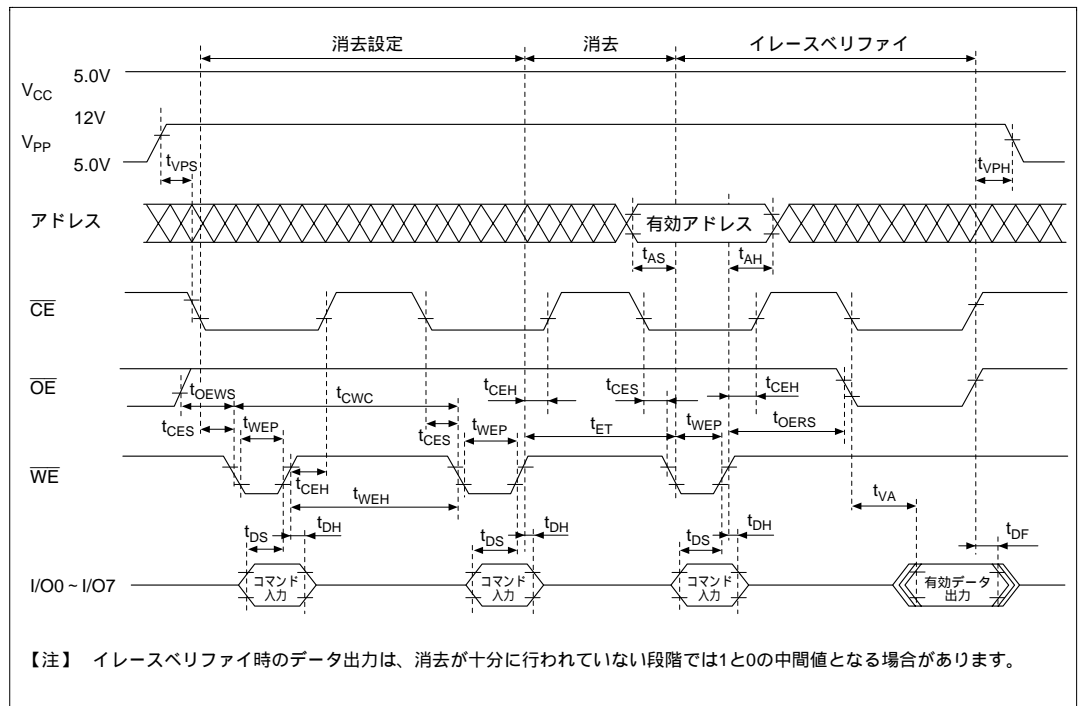 消去設定 消去 イレースベリファイ
VCC 5.0V
12V
VPP
5.0V
tVPS tVPH
アドレス 有効アドレス
tAS tAH
CE
OE
tOEWS tCWC tCEH tCES tCEH
tCES tWEP tCES tWEP tET tWEP tOERS
WE
tCEH
tWEH tVA
tDS tDH tDS tDH tDS tDH tDF
I/O0 ~ I/O7 コマンド入力 コマンド入力 コマンド入力 有効データ出力
【注】 イレースベリファイ時のデータ出力は、消去が十分に行われていない段階では1と0の中間値となる場合があります。